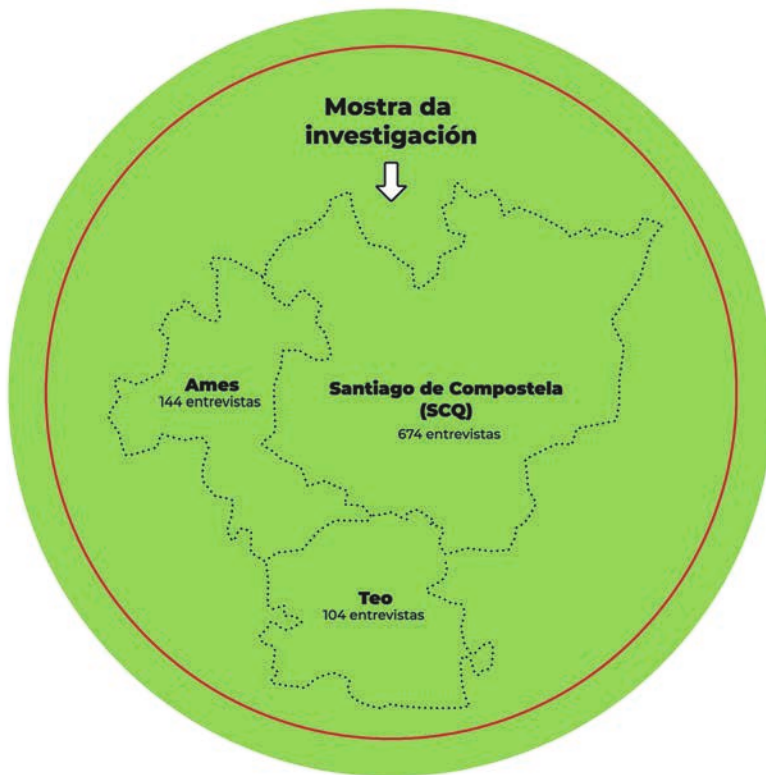 Mostra da
investigación
Ames
144 entrevistas
Santiago de Compostela
(SCQ)
674 entrevistas
Teo
104 entrevistas